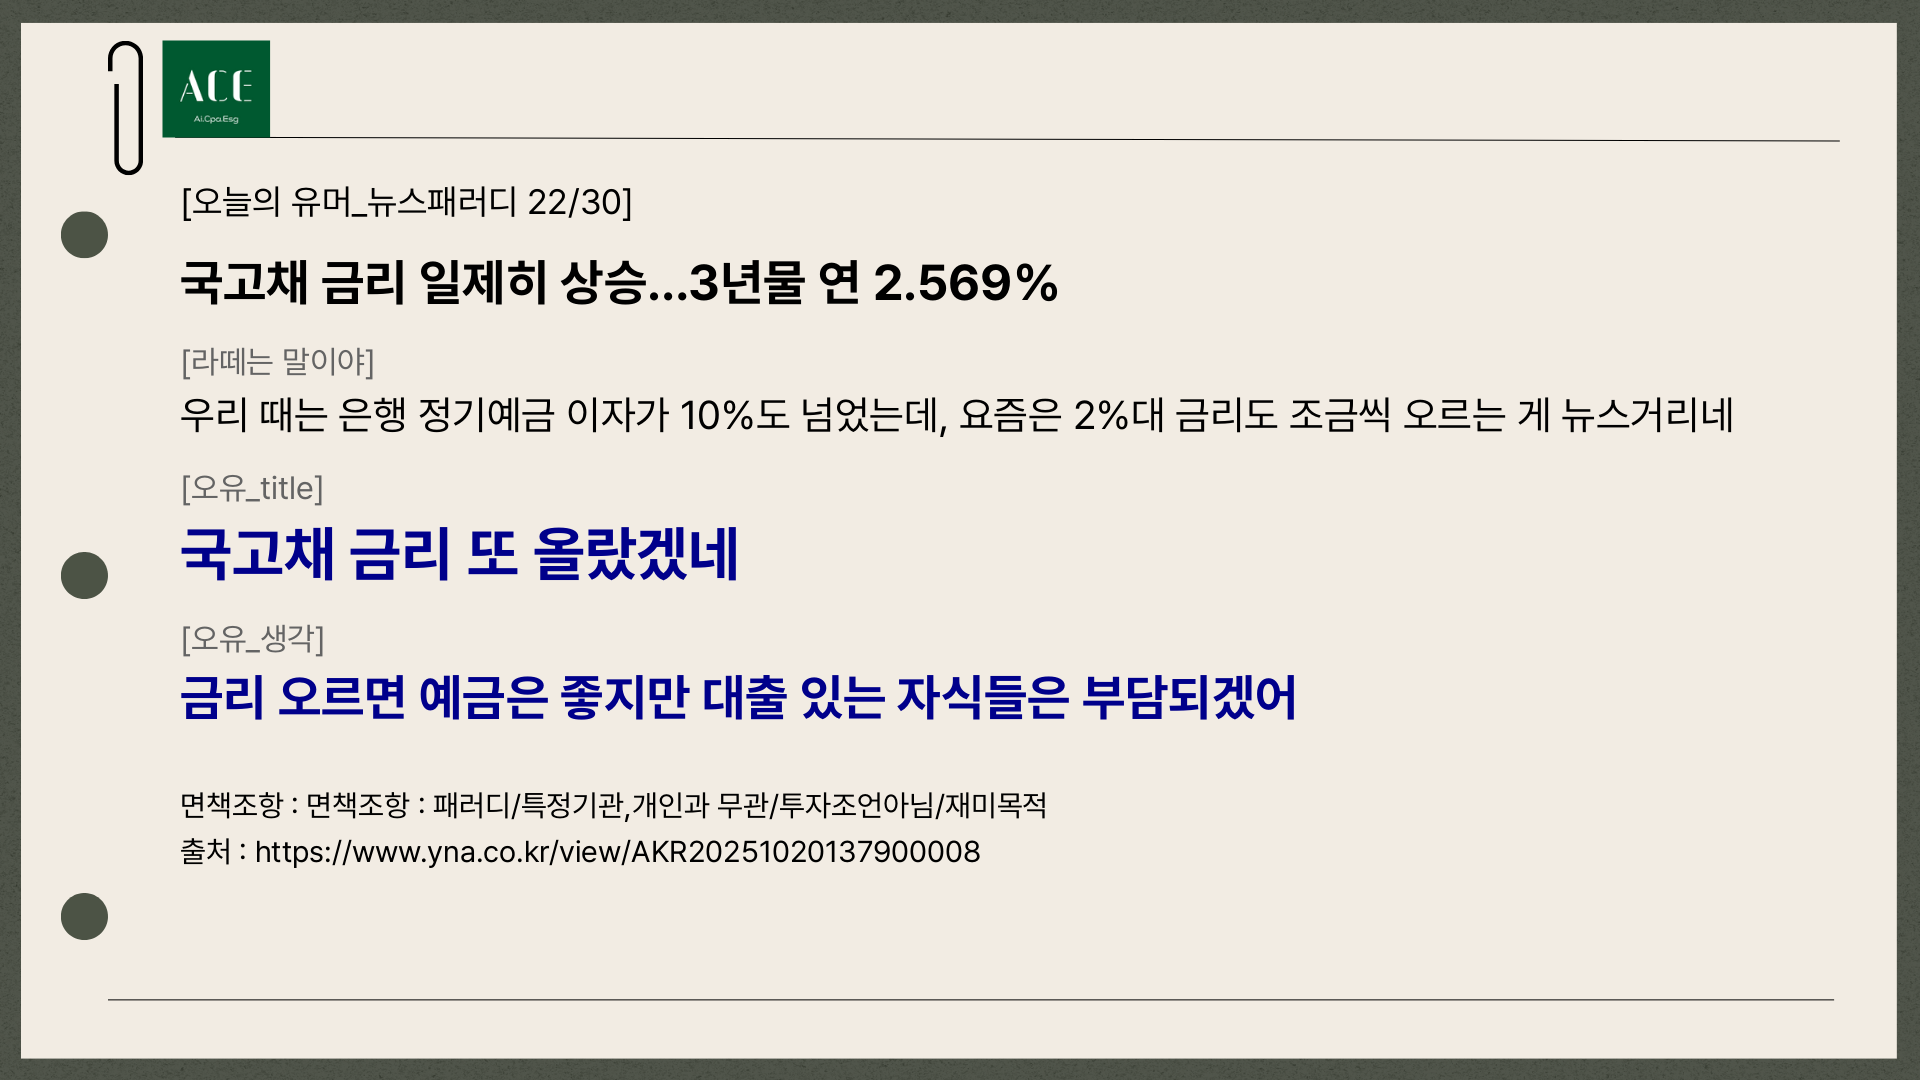 ACE
Ai.Cpa.Esg
[오늘의 유머_뉴스패러디 22/30]
국고채 금리 일제히 상승...3년물 연 2.569%
[라떼는 말이야]
우리 때는 은행 정기예금 이자가 10%도 넘었는데, 요즘은 2%대 금리도 조금씩 오르는 게 뉴스거리네
[오유_title]
국고채 금리 또 올랐겠네
[오유_생각]
금리 오르면 예금은 좋지만 대출 있는 자식들은 부담되겠어
면책조항 : 면책조항 : 패러디/특정기관,개인과 무관/투자조언아님/재미목적
출처 : https://www.yna.co.kr/view/AKR20251020137900008